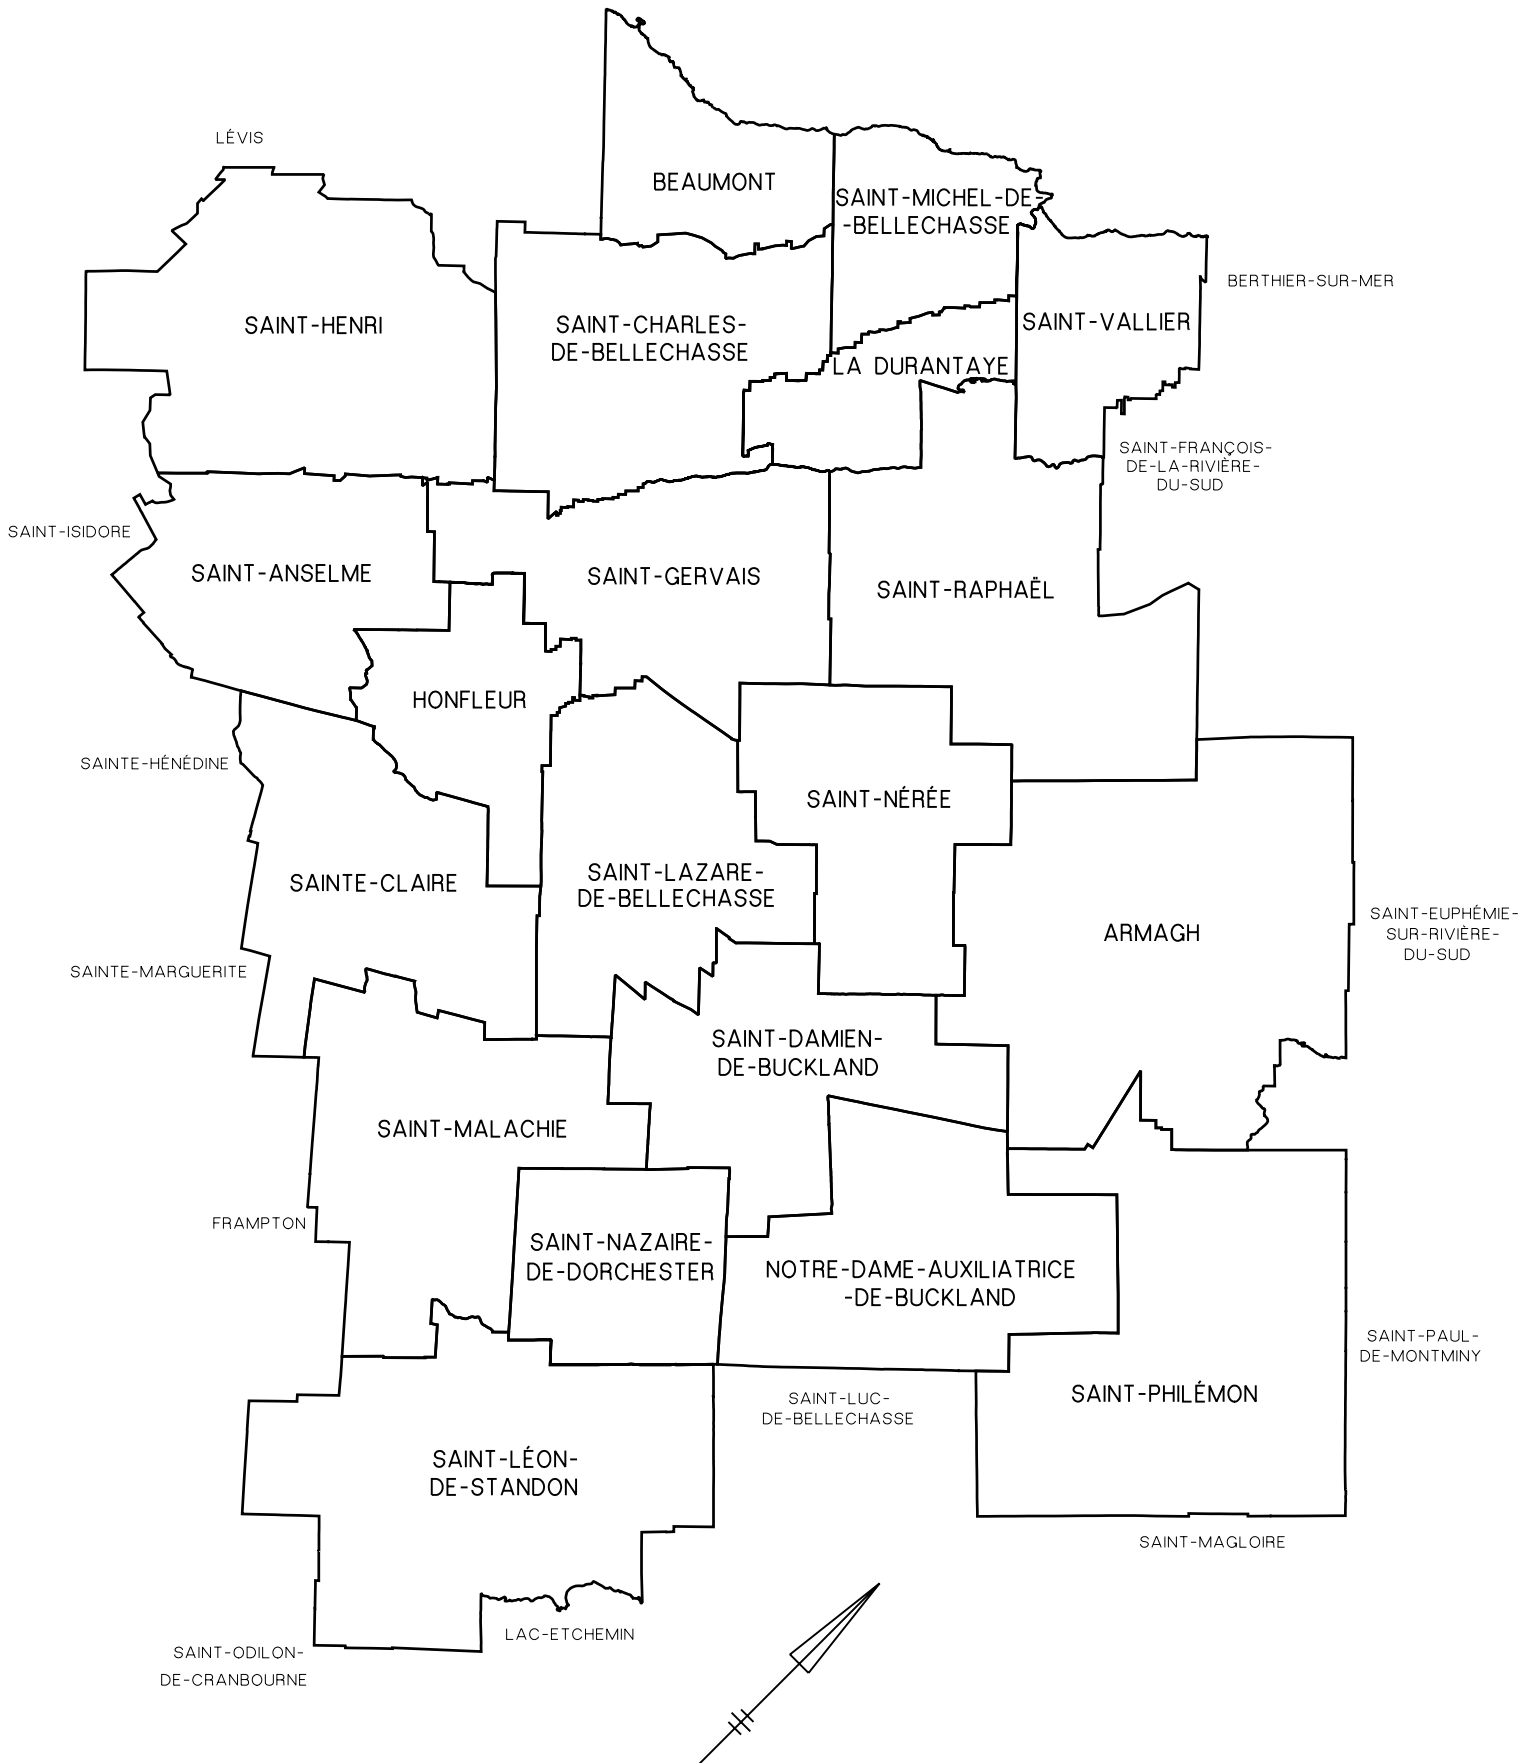 LÉVIS
BEAUMONT
SAINT-MICHEL-DE-
-BELLECHASSE
BERTHIER-SUR-MER
SAINT-HENRI
SAINT-CHARLES-
DE-BELLECHASSE
SAINT-VALLIER
LA DURANTAYE
SAINT-FRANÇOIS-
DE-LA-RIVIÈRE-
DU-SUD
SAINT-ISIDORE
SAINT-ANSELME
SAINT-GERVAIS
SAINT-RAPHAËL
HONFLEUR
SAINTE-HÉNÉDINE
SAINT-NÉRÉE
SAINTE-CLAIRE
SAINT-LAZARE-
DE-BELLECHASSE
ARMAGH
SAINT-EUPHÉMIE-
SUR-RIVIÈRE-
DU-SUD
SAINTE-MARGUERITE
SAINT-DAMIEN-
DE-BUCKLAND
SAINT-MALACHIE
FRAMPTON
SAINT-NAZAIRE-
DE-DORCHESTER
NOTRE-DAME-AUXILIATRICE
-DE-BUCKLAND
SAINT-PAUL-
DE-MONTMINY
SAINT-LUC-
DE-BELLECHASSE
SAINT-PHILÉMON
SAINT-LÉON-
DE-STANDON
SAINT-MAGLOIRE
LAC-ETCHEMIN
SAINT-ODILON-
DE-CRANBOURNE